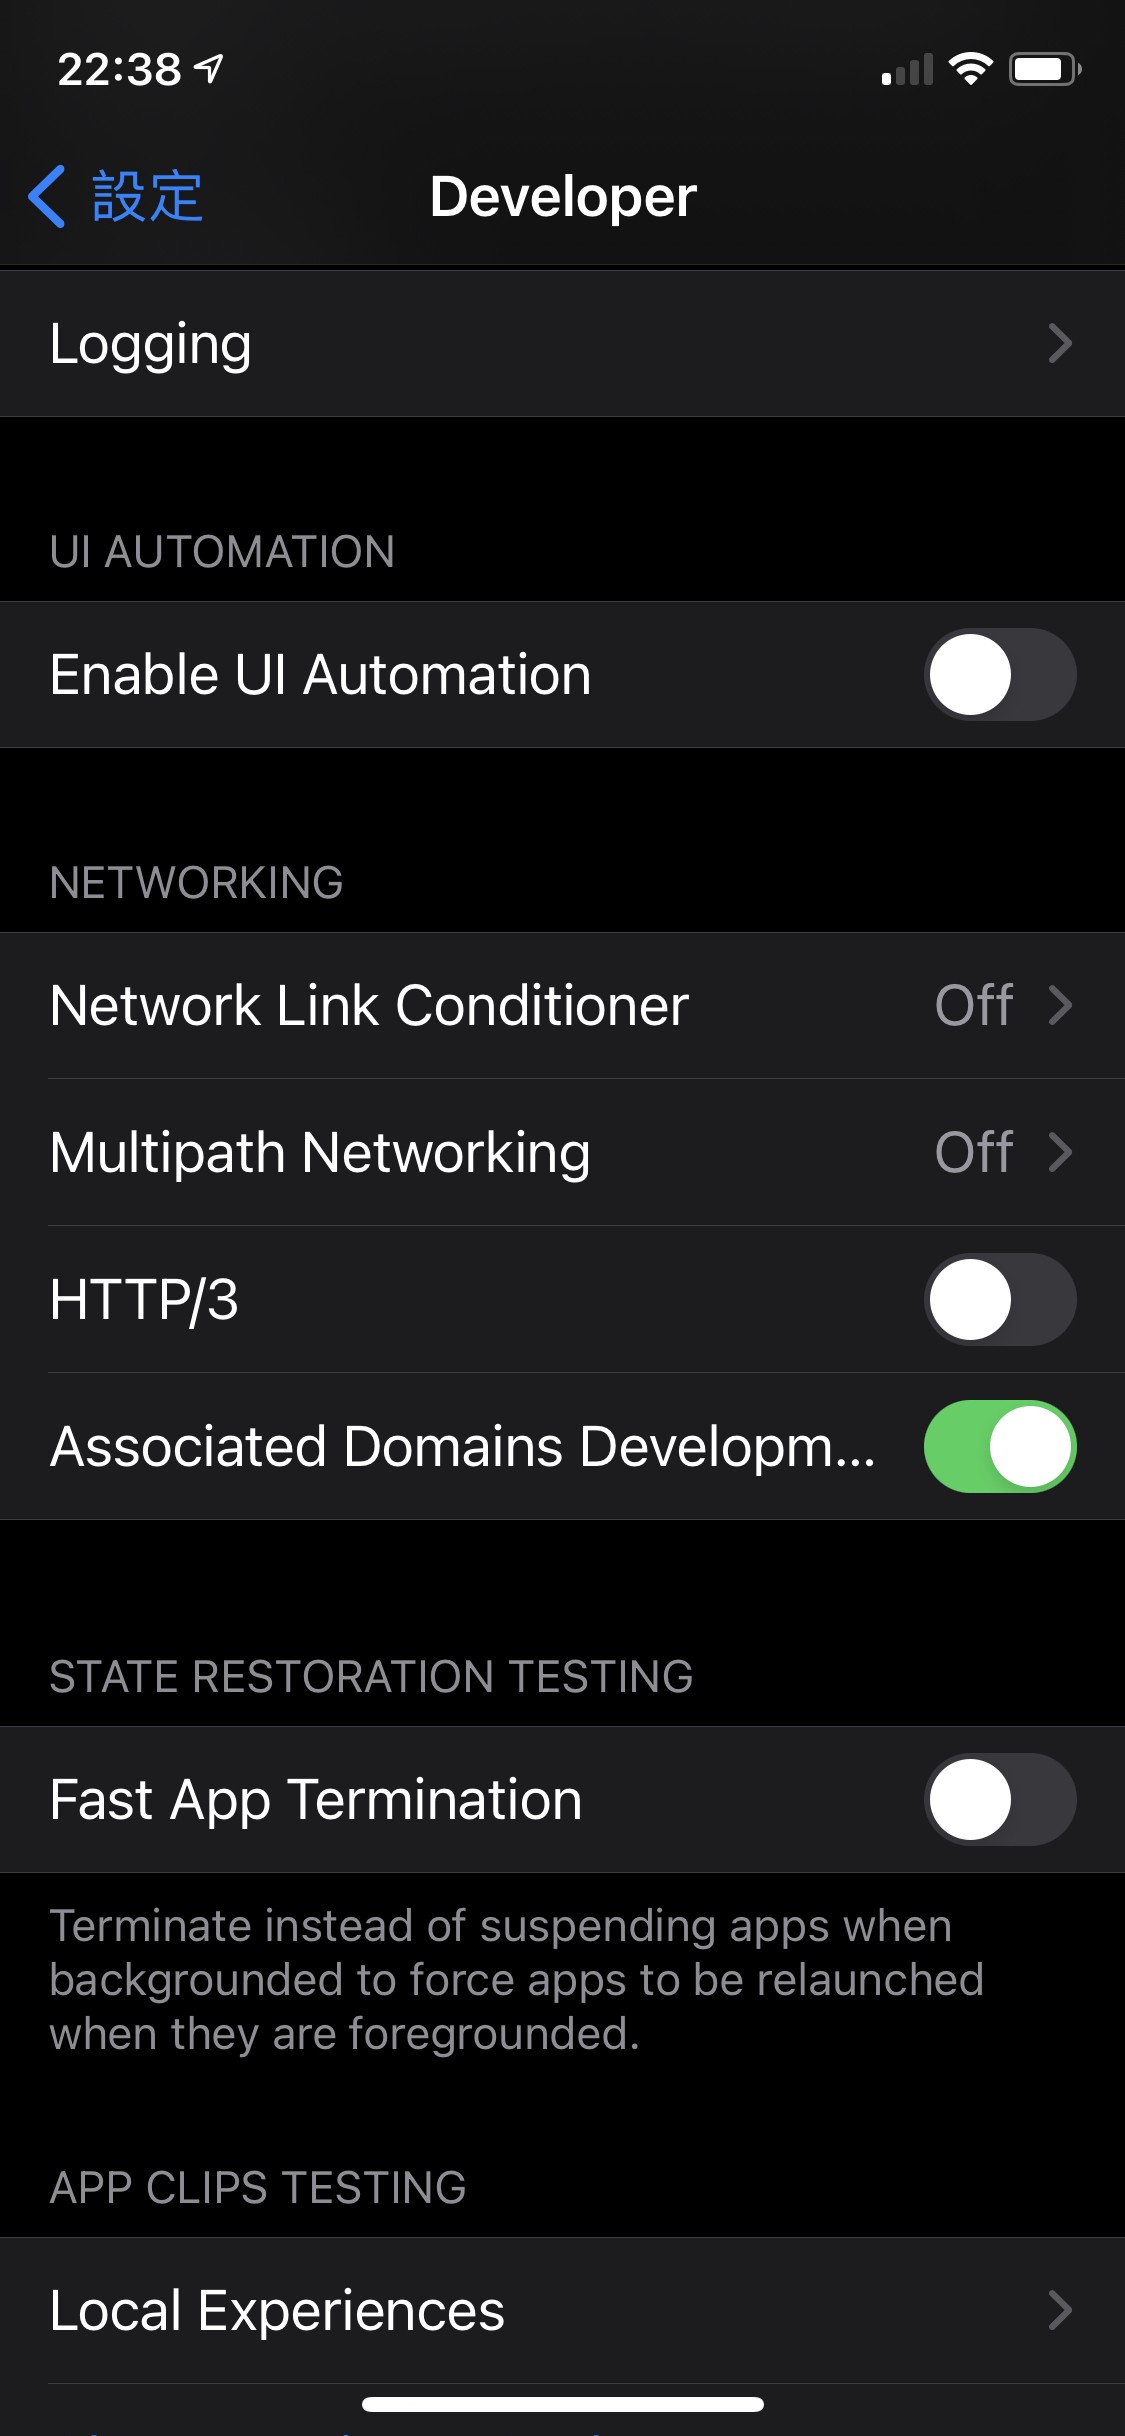 22:38
設定
Developer
Logging
UI AUTOMATION
Enable UI Automation
NETWORKING
Network Link Conditioner Off
Multipath Networking Off
HTTP/3
Associated Domains Developm...
STATE RESTORATION TESTING
Fast App Termination
Terminate instead of suspending apps when
backgrounded to force apps to be relaunched
when they are foregrounded.
APP CLIPS TESTING
Local Experiences